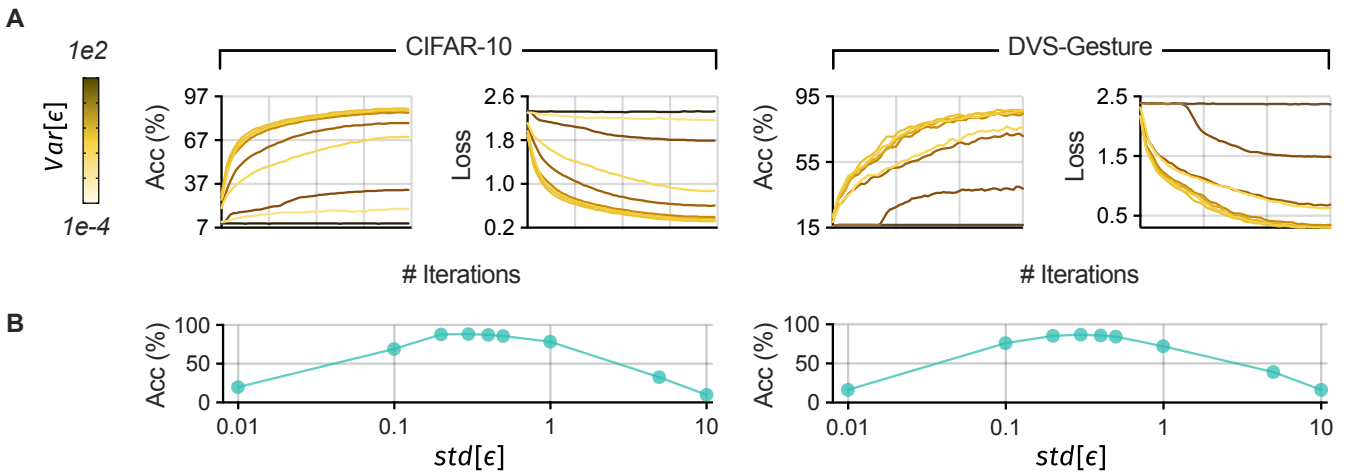 A
1e2
Var[ϵ]
1e-4
CIFAR-10
DVS-Gesture
Acc (%)
97
67
37
7
Loss
2.6
1.8
1.0
0.2
Acc (%)
95
55
15
Loss
2.5
1.5
0.5
# Iterations
# Iterations
B
Acc (%)
100
50
0
0.01 0.1 1 10
std[ϵ]
Acc (%)
100
50
0
0.01 0.1 1 10
std[ϵ]